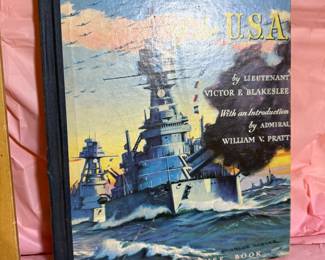 U.S.A.
by LIEUTENANT
VICTOR F. BLAKESLEE
With an Introduction
by ADMIRAL
WILLIAM V. PRATT
BOOK